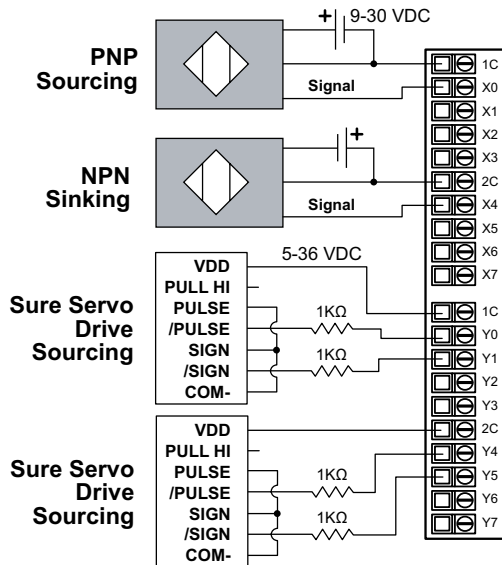 PNP
Sourcing
+
9-30 VDC
Signal
NPN
Sinking
+
Signal
Sure Servo
Drive
Sourcing
5-36 VDC
VDD
PULL HI
PULSE
/PULSE
SIGN
/SIGN
COM-
1KΩ
1KΩ
Sure Servo
Drive
Sourcing
VDD
PULL HI
PULSE
/PULSE
SIGN
/SIGN
COM-
1KΩ
1KΩ
1C
X0
X1
X2
X3
2C
X4
X5
X6
X7
1C
Y0
Y1
Y2
Y3
2C
Y4
Y5
Y6
Y7